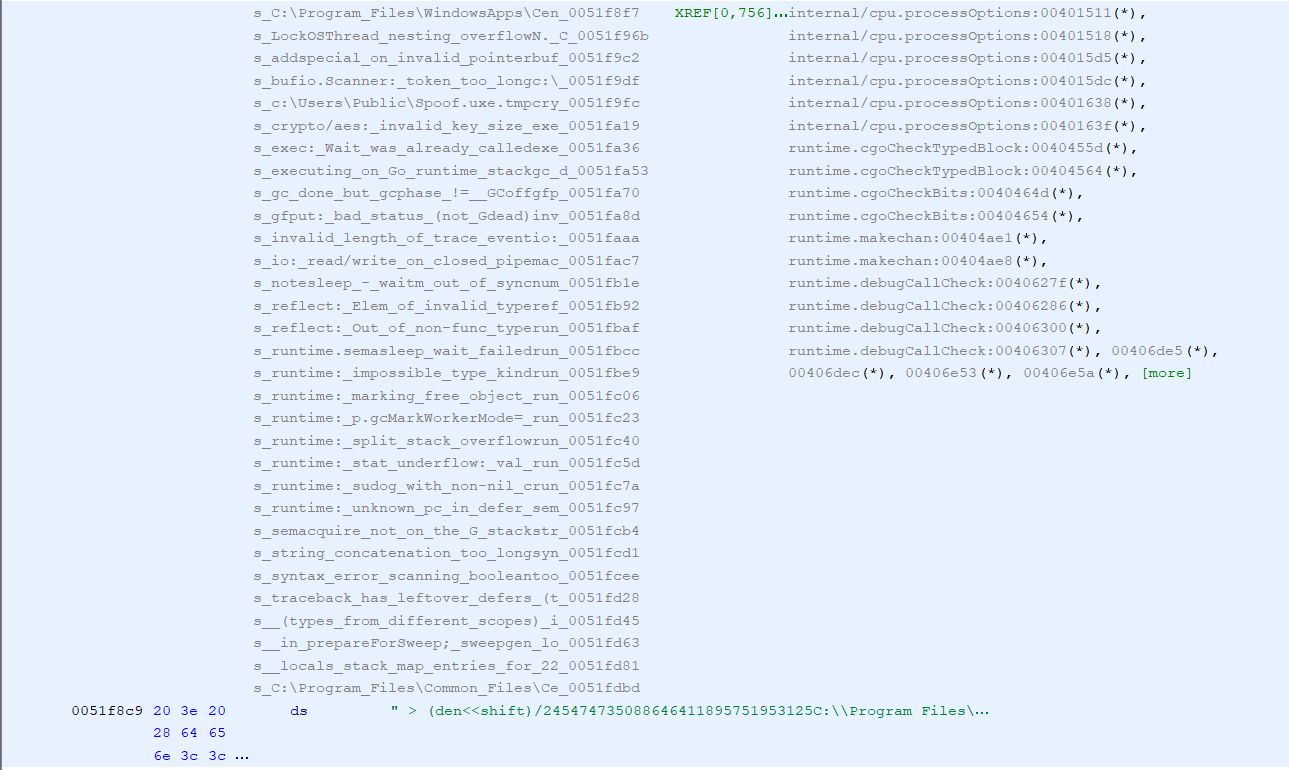 s_C:\Program_Files\WindowsApps\Cen_0051f8f7 XREF[0,756]... internal/cpu.processOptions:00401511(*),
s_LockOSThread_nesting_overflowN._C_0051f96b internal/cpu.processOptions:00401518(*),
s_addspecial_on_invalid_pointerbuf_0051f9c2 internal/cpu.processOptions:004015d5(*),
s_bufio.Scanner:_token_too_longc:\_0051f9df internal/cpu.processOptions:004015dc(*),
s_c:\Users\Public\Spoof.uxe.tmpcry_0051f9fc internal/cpu.processOptions:00401638(*),
s_crypto/aes:_invalid_key_size_exe_0051fa19 internal/cpu.processOptions:0040163f(*),
s_exec:_Wait_was_already_calledexe_0051fa36 runtime.cgoCheckTypedBlock:0040455d(*),
s_executing_on_Go_runtime_stackgc_d_0051fa53 runtime.cgoCheckTypedBlock:00404564(*),
s_gc_done_but_gcphase_!=__GCoffgfp_0051fa70 runtime.cgoCheckBits:0040464d(*),
s_gfput:_bad_status_(not_Gdead)inv_0051fa8d runtime.cgoCheckBits:00404654(*),
s_invalid_length_of_trace_eventio:_0051faaa runtime.makechan:00404ae1(*),
s_io:_read/write_on_closed_pipemac_0051fac7 runtime.makechan:00404ae8(*),
s_notesleep_-_waitm_out_of_syncnum_0051fb1e runtime.debugCallCheck:0040627f(*),
s_reflect:_Elem_of_invalid_typeref_0051fb92 runtime.debugCallCheck:00406286(*),
s_reflect:_Out_of_non-func_typerun_0051fbaf runtime.debugCallCheck:00406300(*),
s_runtime.semasleep_wait_failedrun_0051fbcc runtime.debugCallCheck:00406307(*), 00406de5(*),
s_runtime:_impossible_type_kindrun_0051fbe9 00406dec(*), 00406e53(*), 00406e5a(*), [more]
s_runtime:_marking_free_object_run_0051fc06
s_runtime:_p.gcMarkWorkerMode=_run_0051fc23
s_runtime:_split_stack_overflowrun_0051fc40
s_runtime:_stat_underflow:_val_run_0051fc5d
s_runtime:_sudog_with_non-nil_crun_0051fc7a
s_runtime:_unknown_pc_in_defer_sem_0051fc97
s_semacquire_not_on_the_G_stackstr_0051fcb4
s_string_concatenation_too_longsyn_0051fcd1
s_syntax_error_scanning_booleantoo_0051fcee
s_traceback_has_leftover_defers_(t_0051fd28
s__(types_from_different_scopes)_i_0051fd45
s__in_prepareForSweep;_sweepgen_lo_0051fd63
s__locals_stack_map_entries_for_22_0051fd81
s_C:\Program_Files\Common_Files\Ce_0051fdbd
0051f8c9 20 3e 20 ds " > (den<<shift)/245474735088646411895751953125C:\\Program Files\...
28 64 65
6e 3c 3c ...